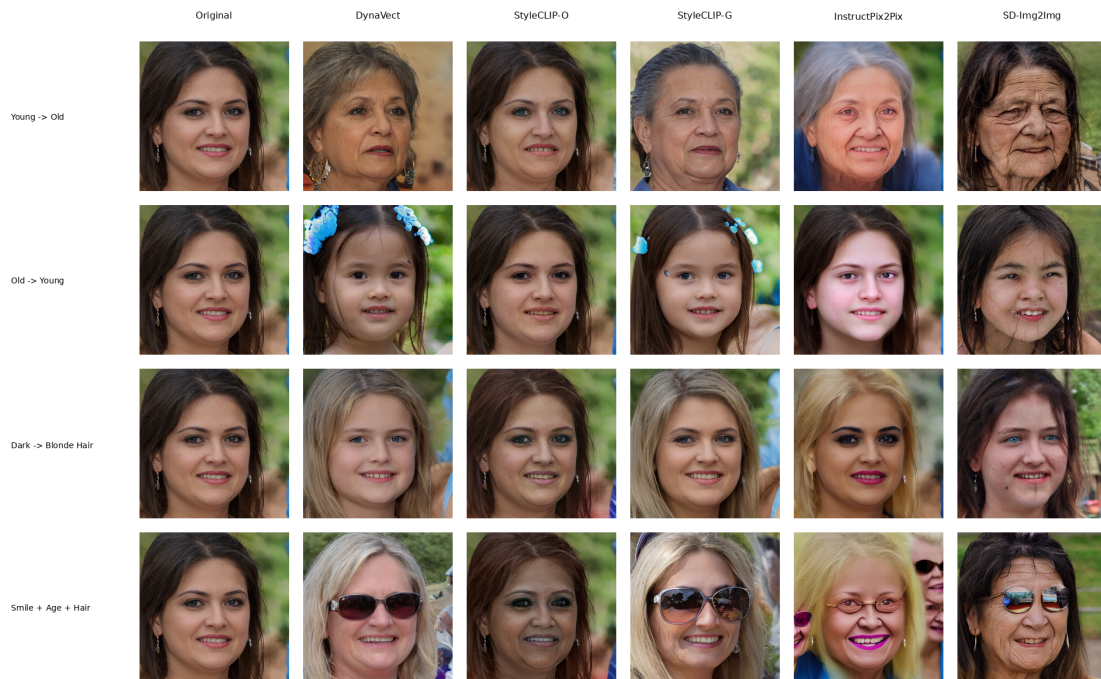 Original DynaVect StyleCLIP-O StyleCLIP-G InstructPix2Pix SD-Img2Img
Young -> Old
Old -> Young
Dark -> Blonde Hair
Smile + Age + Hair